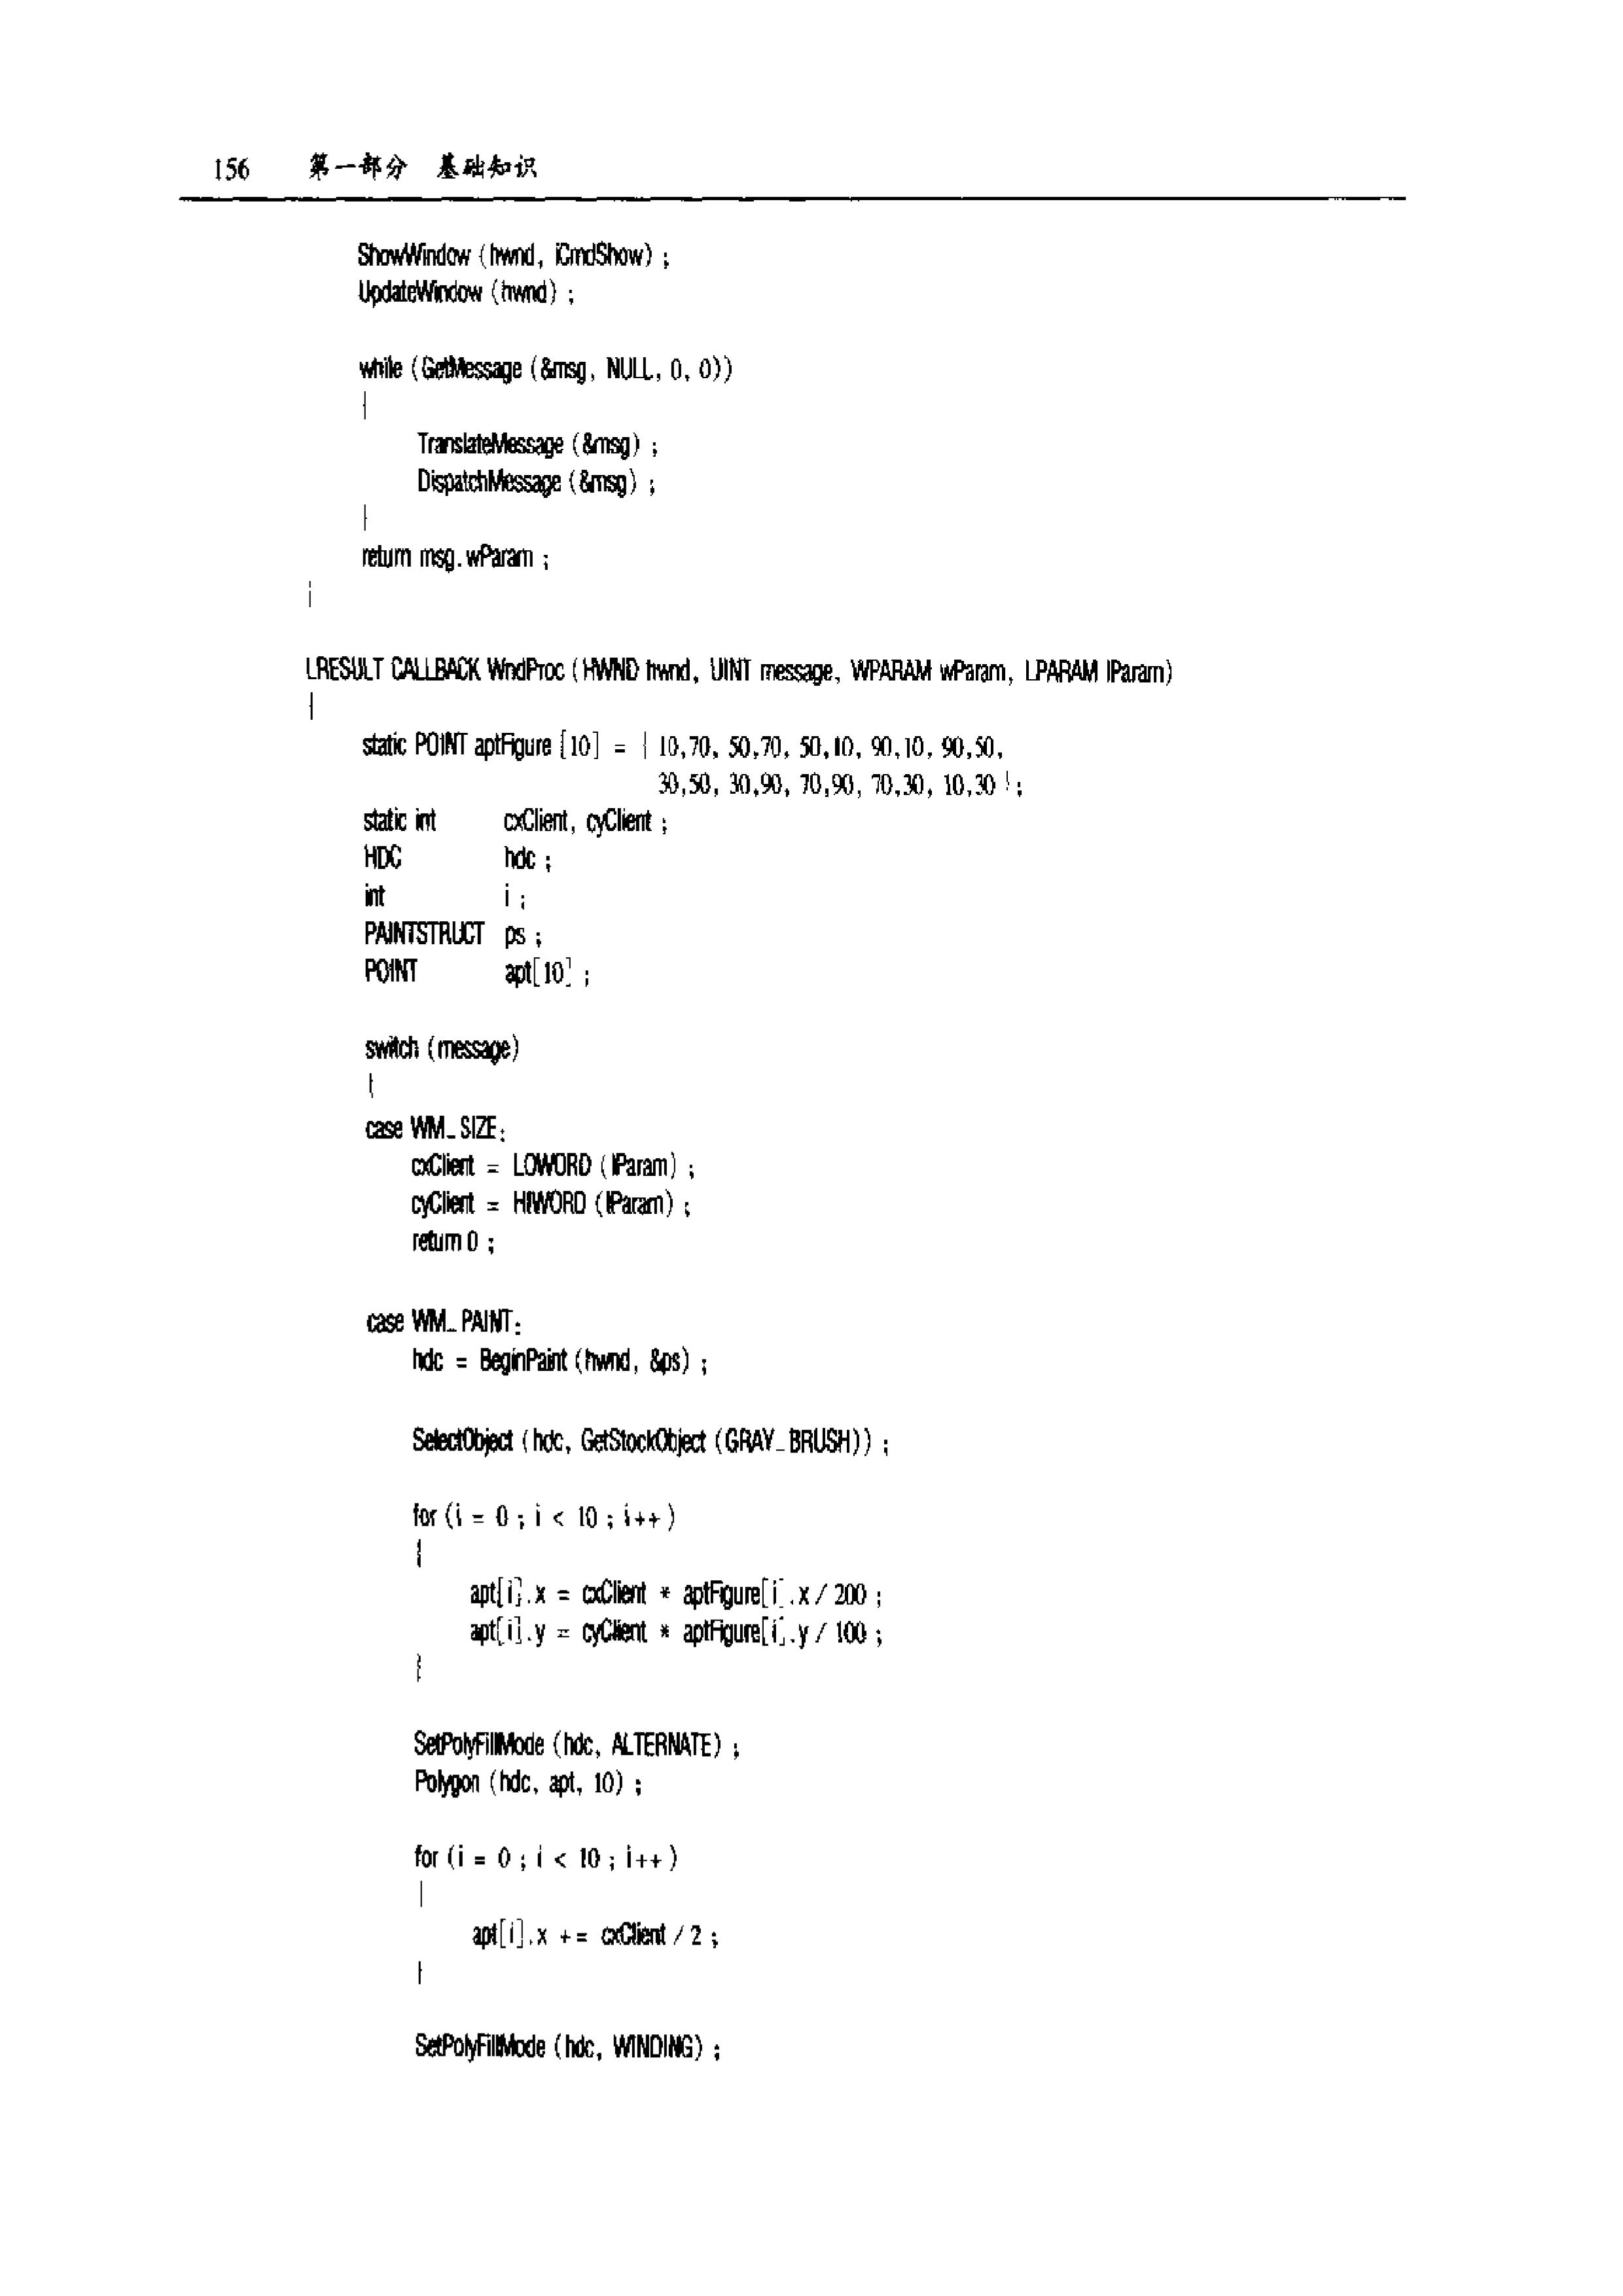 156 第一部分 基础知识
ShowWindow (hwnd, iCmdShow) ;
UpdateWindow (hwnd) ;
while (GetMessage (&msg, NULL, 0, 0))
{
TranslateMessage (&msg) ;
DispatchMessage (&msg) ;
}
return msg.wParam ;
}
LRESULT CALLBACK WndProc (HWND hwnd, UINT message, WPARAM wParam, LPARAM lParam)
{
static POINT aptFigure [10] = { 10,70, 50,70, 50,10, 90,10, 90,50,
30,50, 30,90, 70,90, 70,30, 10,30 };
static int cxClient, cyClient ;
HDC hdc ;
int i ;
PAINTSTRUCT ps ;
POINT apt[10] ;
switch (message)
{
case WM_SIZE:
cxClient = LOWORD (lParam) ;
cyClient = HIWORD (lParam) ;
return 0 ;
case WM_PAINT:
hdc = BeginPaint (hwnd, &ps) ;
SelectObject (hdc, GetStockObject (GRAY_BRUSH)) ;
for (i = 0 ; i < 10 ; i++ )
{
apt[i].x = cxClient * aptFigure[i].x / 200 ;
apt[i].y = cyClient * aptFigure[i].y / 100 ;
}
SetPolyFillMode (hdc, ALTERNATE) ;
Polygon (hdc, apt, 10) ;
for (i = 0 ; i < 10 ; i++ )
{
apt[i].x += cxClient / 2 ;
}
SetPolyFillMode (hdc, WINDING) ;